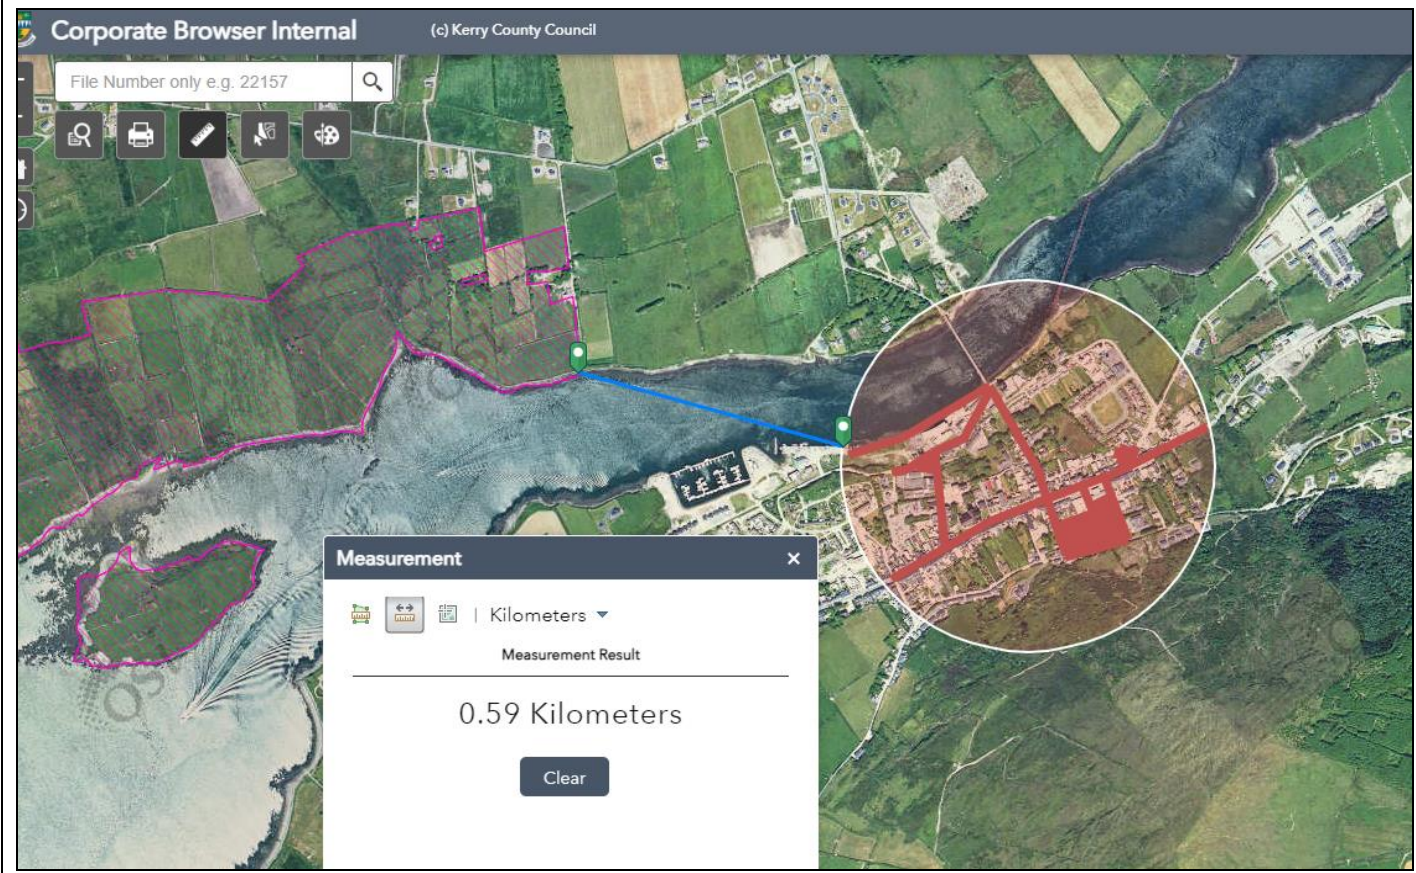 Corporate Browser Internal
(c) Kerry County Council
File Number only e.g. 22157
Measurement
×
| Kilometers
Measurement Result
0.59 Kilometers
Clear